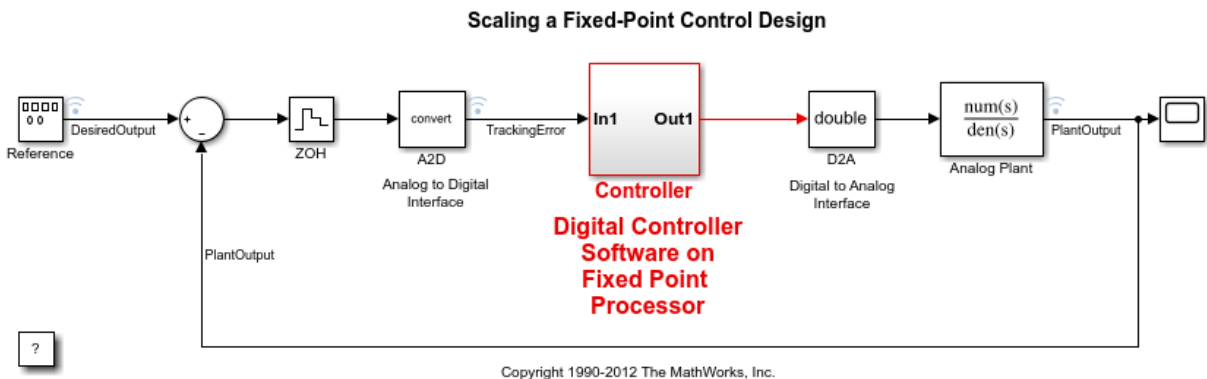 Scaling a Fixed-Point Control Design
DesiredOutput
Reference
+
−
ZOH
convert
A2D
Analog to Digital
Interface
TrackingError
In1
Out1
Controller
Digital Controller
Software on
Fixed Point
Processor
double
D2A
Digital to Analog
Interface
num(s)
den(s)
Analog Plant
PlantOutput
PlantOutput
?
Copyright 1990-2012 The MathWorks, Inc.